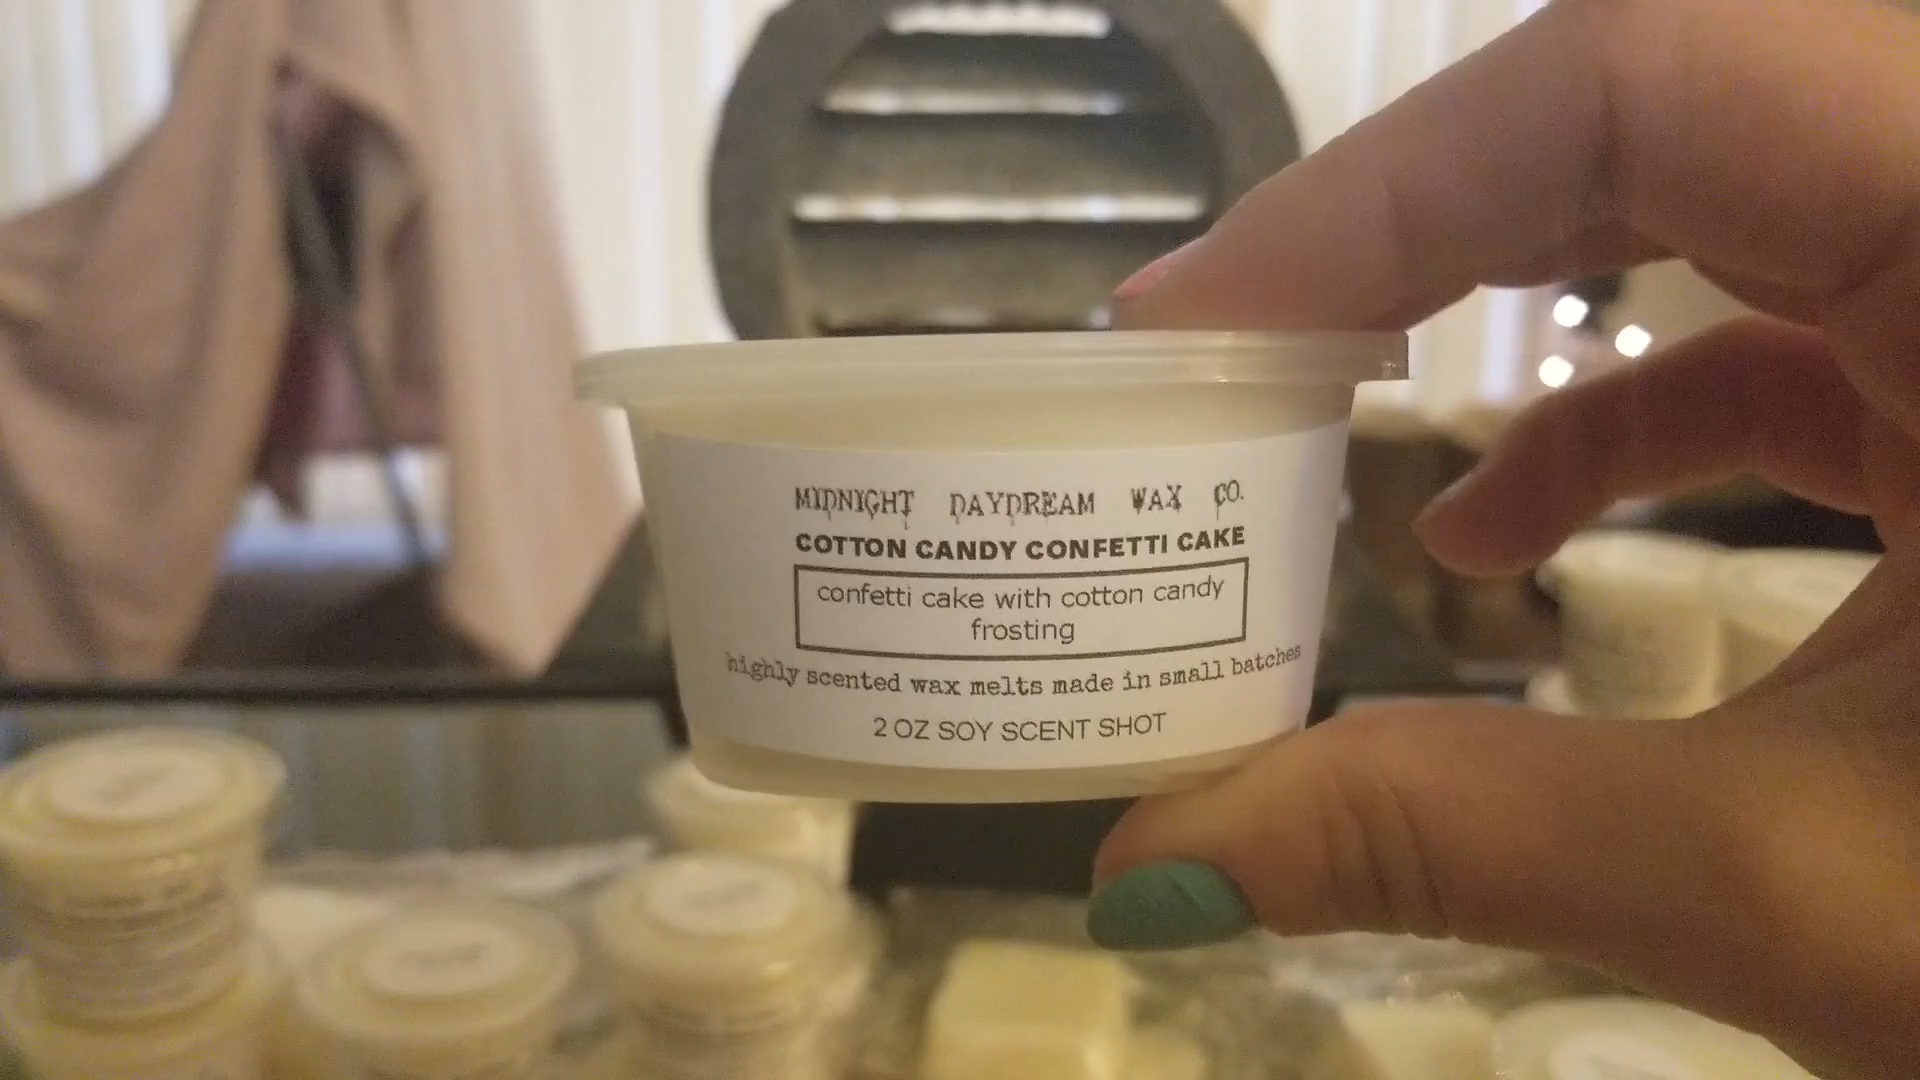 MIDNIGHT DAYDREAM WAX CO.
COTTON CANDY CONFETTI CAKE
confetti cake with cotton candy
frosting
highly scented wax melts made in small batches
2 OZ SOY SCENT SHOT